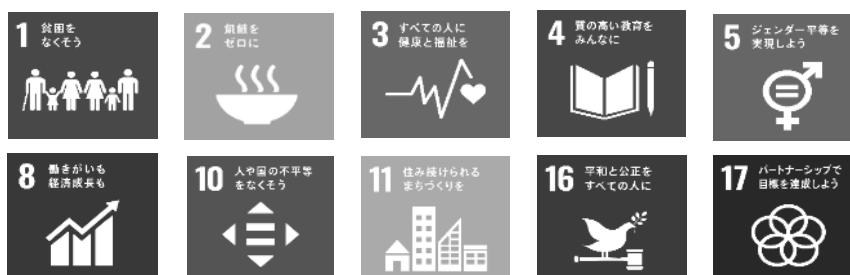 1 貧困を
なくそう
2 飢餓を
ゼロに
3 すべての人に
健康と福祉を
4 質の高い教育を
みんなに
5 ジェンダー平等を
実現しよう
8 働きがいも
経済成長も
10 人や国の不平等
をなくそう
11 住み続けられる
まちづくりを
16 平和と公正を
すべての人に
17 パートナーシップで
目標を達成しよう